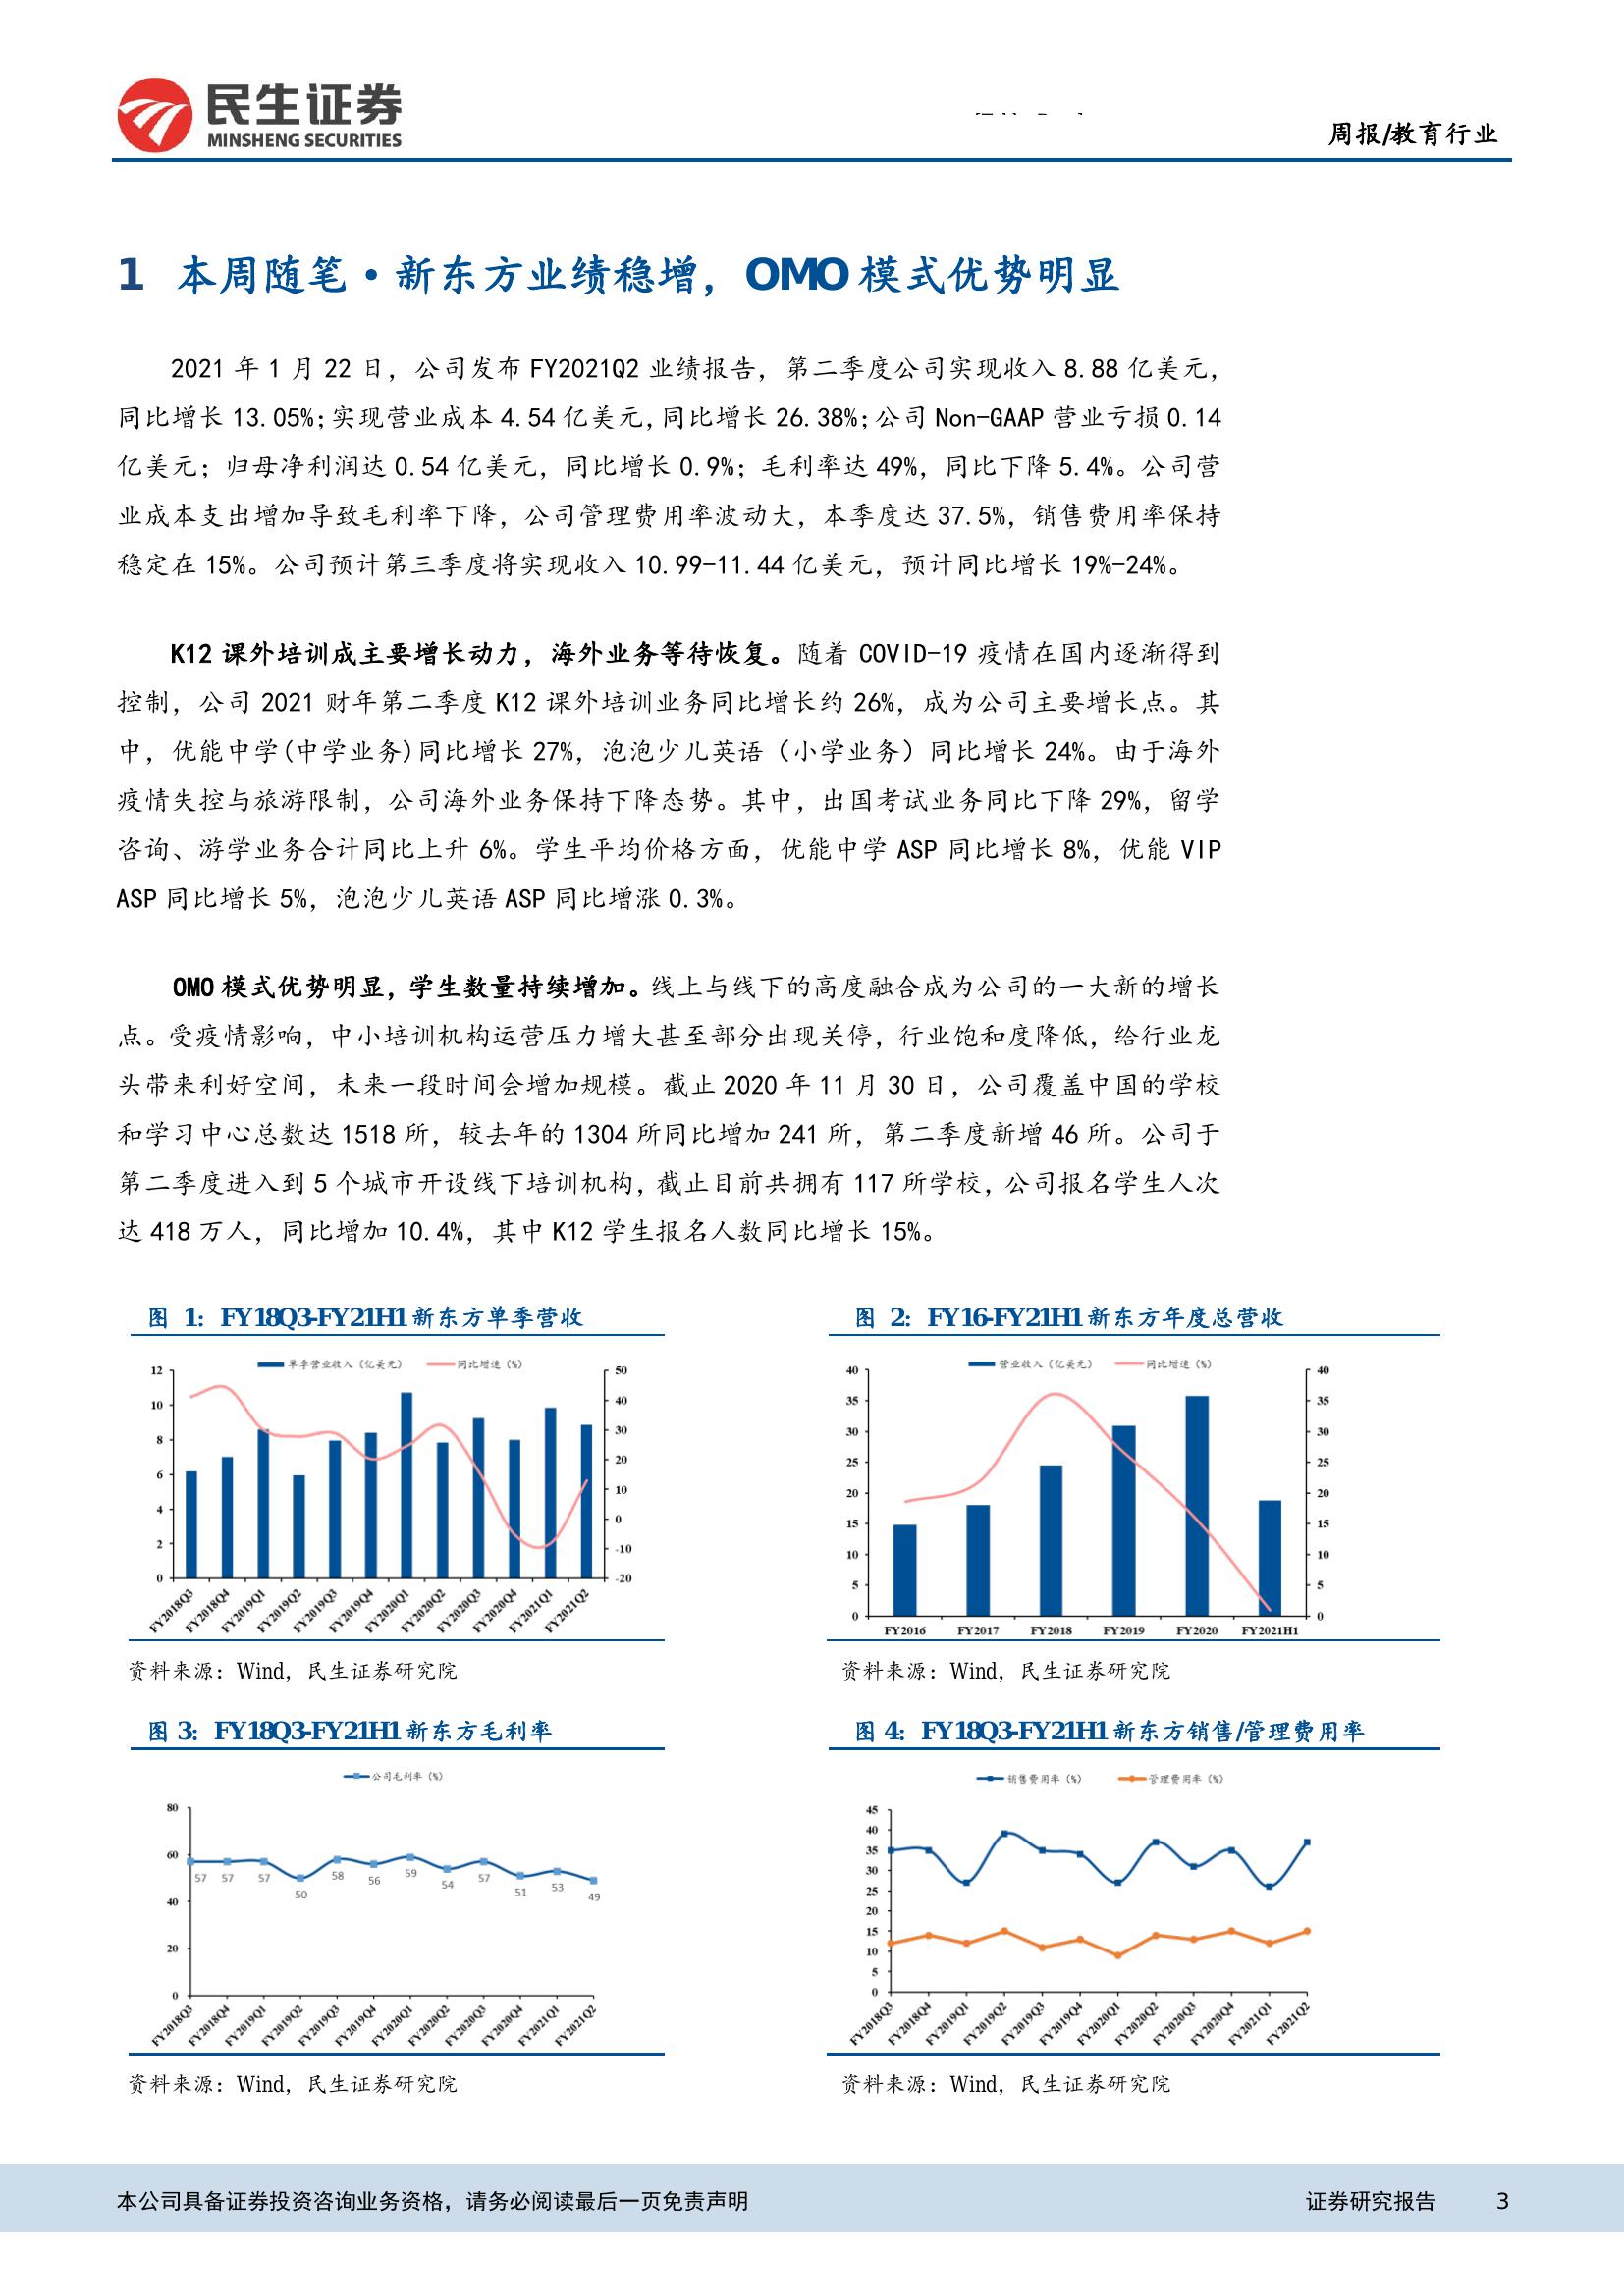 民生证券
MINSHENG SECURITIES
周报/教育行业
1 本周随笔·新东方业绩稳增，OMO 模式优势明显
2021 年 1 月 22 日，公司发布 FY2021Q2 业绩报告，第二季度公司实现收入 8.88 亿美元，
同比增长 13.05%;实现营业成本 4.54 亿美元,同比增长 26.38%;公司 Non-GAAP 营业亏损 0.14
亿美元；归母净利润达 0.54 亿美元，同比增长 0.9%；毛利率达 49%，同比下降 5.4%。公司营
业成本支出增加导致毛利率下降，公司管理费用率波动大，本季度达 37.5%，销售费用率保持
稳定在 15%。公司预计第三季度将实现收入 10.99-11.44 亿美元，预计同比增长 19%-24%。
K12 课外培训成主要增长动力，海外业务等待恢复。随着 COVID-19 疫情在国内逐渐得到
控制，公司 2021 财年第二季度 K12 课外培训业务同比增长约 26%，成为公司主要增长点。其
中，优能中学(中学业务)同比增长 27%，泡泡少儿英语（小学业务）同比增长 24%。由于海外
疫情失控与旅游限制，公司海外业务保持下降态势。其中，出国考试业务同比下降 29%，留学
咨询、游学业务合计同比上升 6%。学生平均价格方面，优能中学 ASP 同比增长 8%，优能 VIP
ASP 同比增长 5%，泡泡少儿英语 ASP 同比增涨 0.3%。
OMO 模式优势明显，学生数量持续增加。线上与线下的高度融合成为公司的一大新的增长
点。受疫情影响，中小培训机构运营压力增大甚至部分出现关停，行业饱和度降低，给行业龙
头带来利好空间，未来一段时间会增加规模。截止 2020 年 11 月 30 日，公司覆盖中国的学校
和学习中心总数达 1518 所，较去年的 1304 所同比增加 241 所，第二季度新增 46 所。公司于
第二季度进入到 5 个城市开设线下培训机构，截止目前共拥有 117 所学校，公司报名学生人次
达 418 万人，同比增加 10.4%，其中 K12 学生报名人数同比增长 15%。
图 1: FY18Q3-FY21H1 新东方单季营收
单季营业收入（亿美元） 同比增速（%）
12 10 8 6 4 2 0
50 40 30 20 10 0 -10 -20
FY2018Q3 FY2018Q4 FY2019Q1 FY2019Q2 FY2019Q3 FY2019Q4 FY2020Q1 FY2020Q2 FY2020Q3 FY2020Q4 FY2021Q1 FY2021Q2
资料来源：Wind，民生证券研究院
图 2: FY16-FY21H1 新东方年度总营收
营业收入（亿美元） 同比增速（%）
40 35 30 25 20 15 10 5 0
40 35 30 25 20 15 10 5 0
FY2016 FY2017 FY2018 FY2019 FY2020 FY2021H1
资料来源：Wind，民生证券研究院
图 3: FY18Q3-FY21H1 新东方毛利率
公司毛利率（%）
80 60 40 20 0
57 57 57 50 58 56 59 54 57 51 53 49
FY2018Q3 FY2018Q4 FY2019Q1 FY2019Q2 FY2019Q3 FY2019Q4 FY2020Q1 FY2020Q2 FY2020Q3 FY2020Q4 FY2021Q1 FY2021Q2
资料来源：Wind，民生证券研究院
图 4: FY18Q3-FY21H1 新东方销售/管理费用率
销售费用率（%） 管理费用率（%）
45 40 35 30 25 20 15 10 5 0
FY2018Q3 FY2018Q4 FY2019Q1 FY2019Q2 FY2019Q3 FY2019Q4 FY2020Q1 FY2020Q2 FY2020Q3 FY2020Q4 FY2021Q1 FY2021Q2
资料来源：Wind，民生证券研究院
本公司具备证券投资咨询业务资格，请务必阅读最后一页免责声明 证券研究报告 3